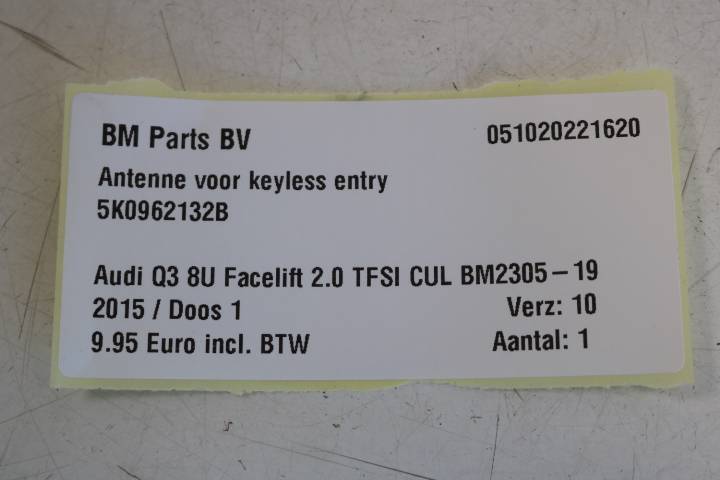 BM Parts BV 051020221620
Antenne voor keyless entry
5K0962132B
Audi Q3 8U Facelift 2.0 TFSI CUL BM2305-19
2015 / Doos 1 Verz: 10
9.95 Euro incl. BTW Aantal: 1